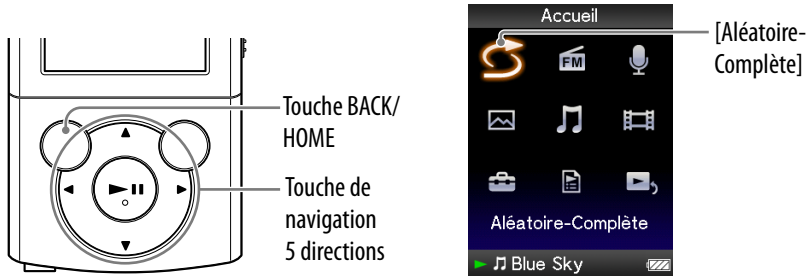 Touche BACK/
HOME
Touche de
navigation
5 directions
Accueil
FM
Aléatoire-Complète
Blue Sky
[Aléatoire-
Complète]